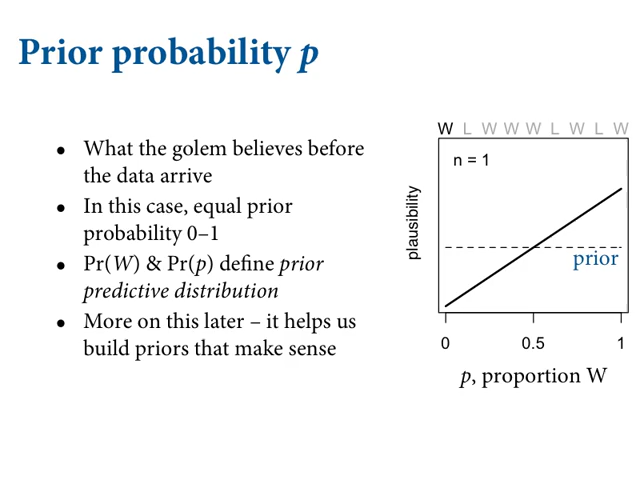 Prior probability p
• What the golem believes before
the data arrive
• In this case, equal prior
probability 0–1
• Pr(W) & Pr(p) define prior
predictive distribution
• More on this later – it helps us
build priors that make sense
W L W W W L W L W
n = 1
plausibility
prior
0 0.5 1
p, proportion W